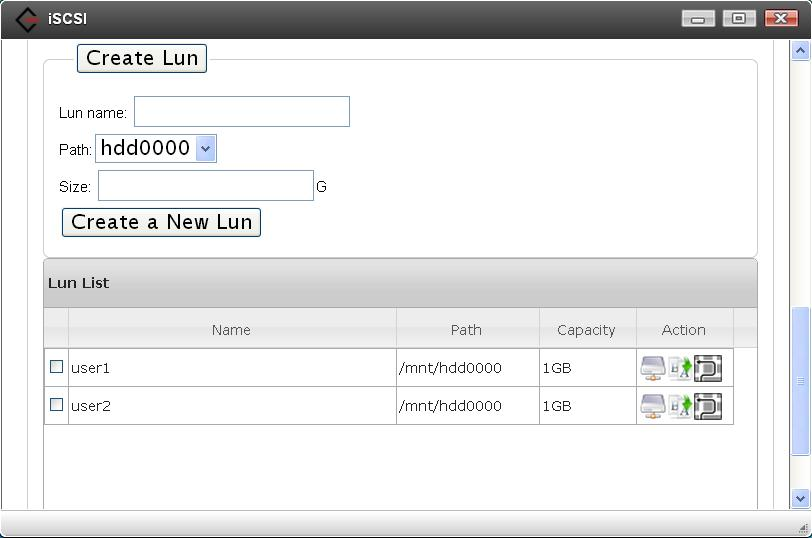 iSCSI
Create Lun
Lun name:
Path: hdd0000
Size: G
Create a New Lun
Lun List
Name Path Capacity Action
user1 /mnt/hdd0000 1GB
user2 /mnt/hdd0000 1GB